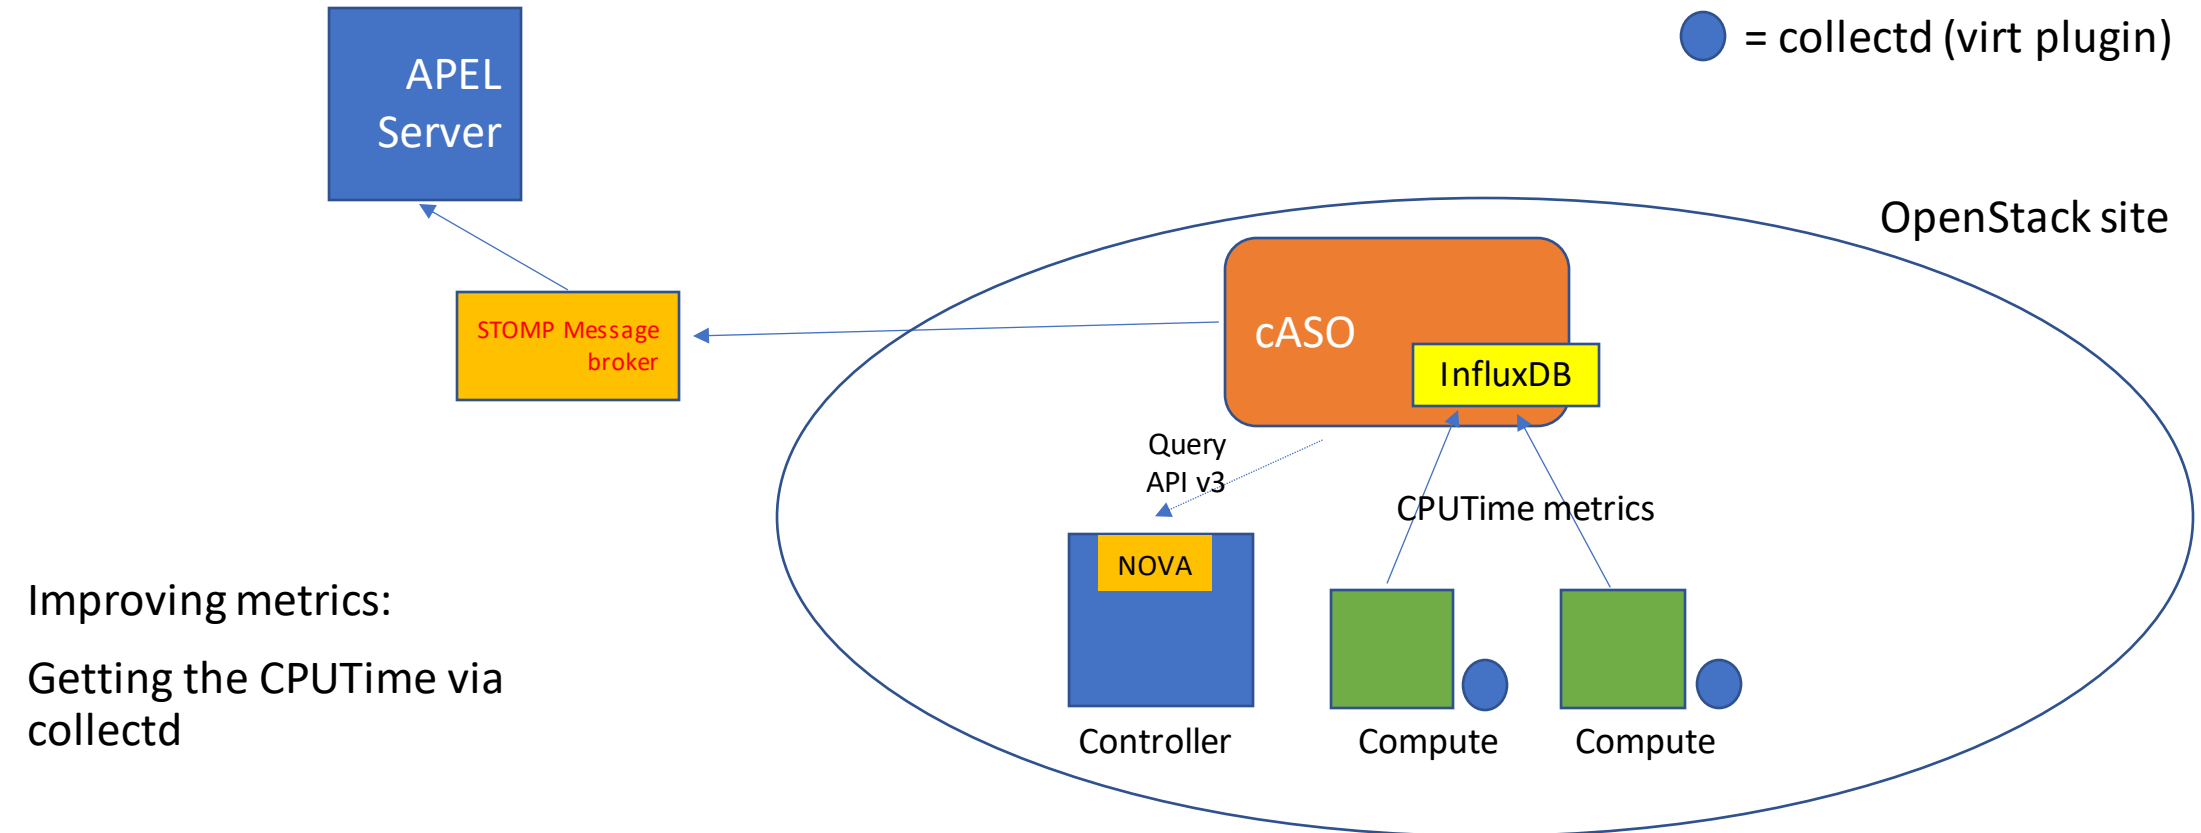 APEL
Server
= collectd (virt plugin)
OpenStack site
STOMP Message
broker
cASO
InfluxDB
Query
API v3
CPUTime metrics
NOVA
Improving metrics:
Getting the CPUTime via
collectd
Controller
Compute
Compute